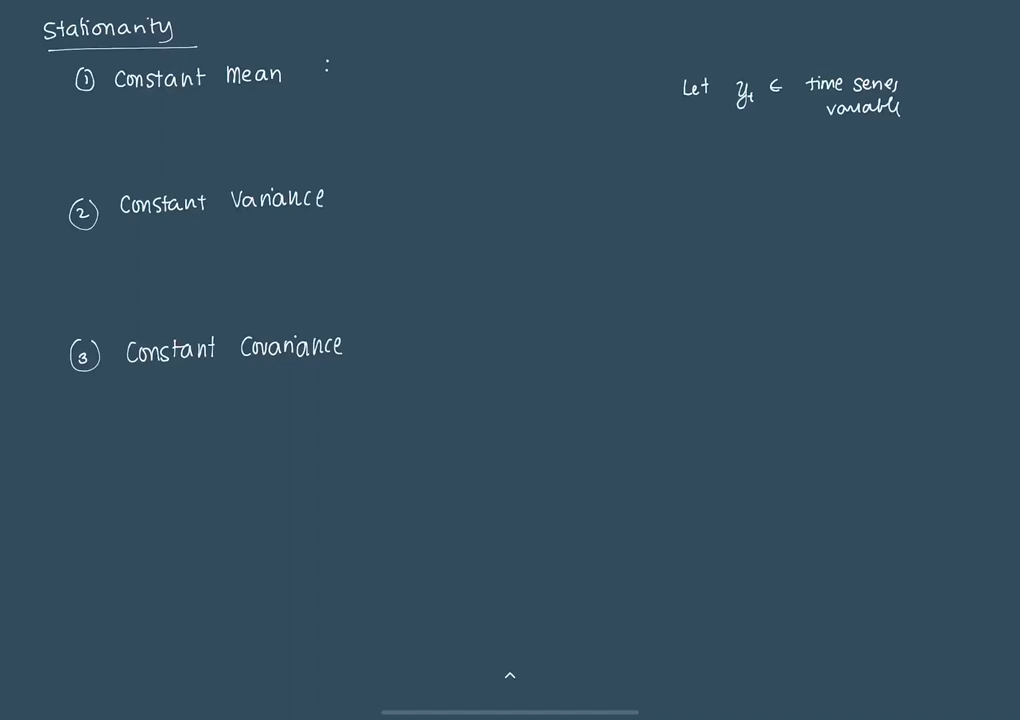 Stationarity
① Constant Mean :
Let yt ∈ time series
variable
② Constant Variance
③ Constant Covariance